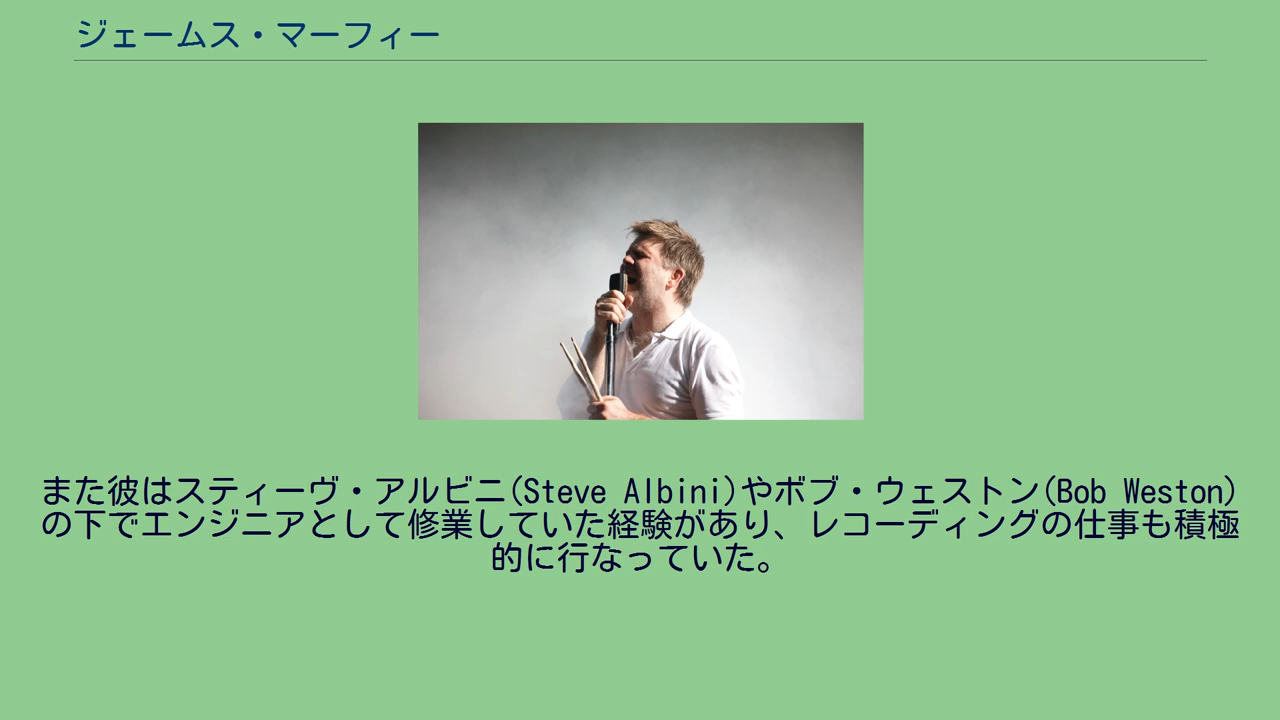 ジェームス・マーフィー
また彼はスティーヴ・アルビニ(Steve Albini)やボブ・ウェストン(Bob Weston)
の下でエンジニアとして修業していた経験があり、レコーディングの仕事も積極
的に行なっていた。